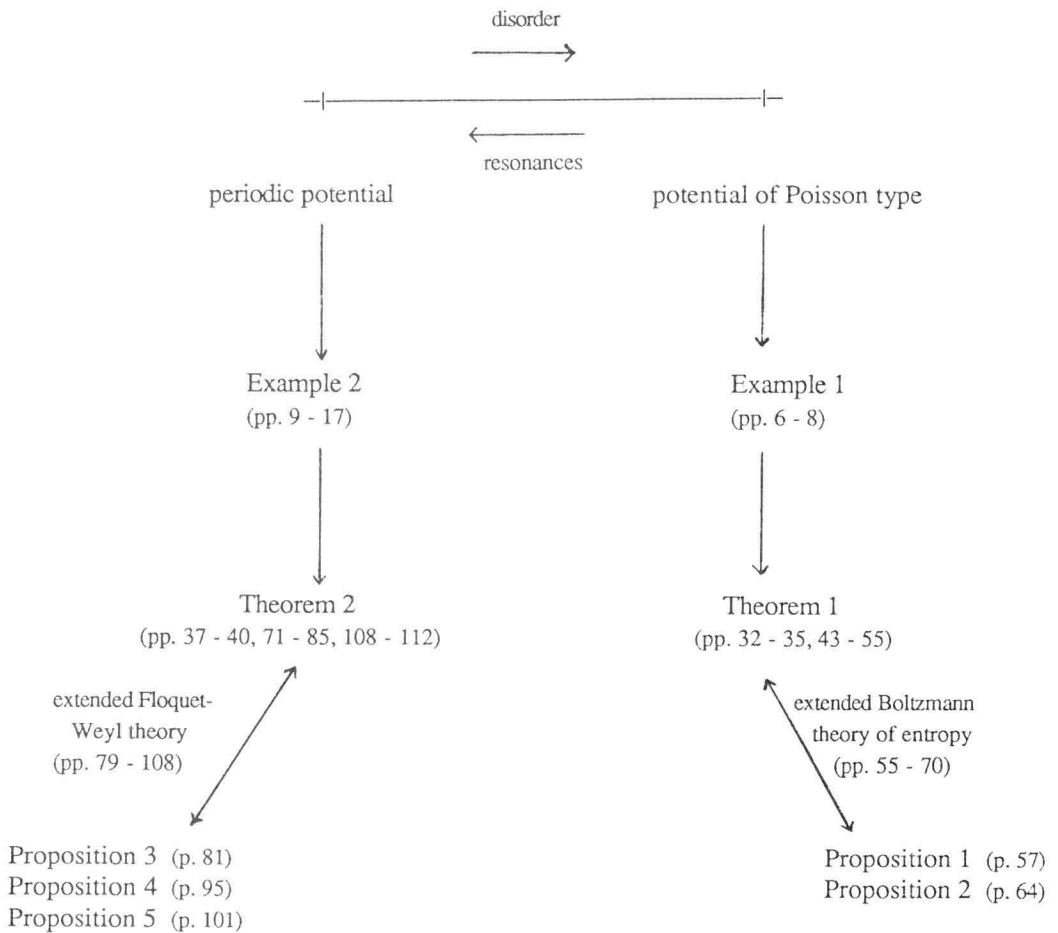 disorder
resonances
periodic potential
potential of Poisson type
Example 2
(pp. 9 - 17)
Example 1
(pp. 6 - 8)
Theorem 2
(pp. 37 - 40, 71 - 85, 108 - 112)
Theorem 1
(pp. 32 - 35, 43 - 55)
extended Floquet-
Weyl theory
(pp. 79 - 108)
extended Boltzmann
theory of entropy
(pp. 55 - 70)
Proposition 3 (p. 81)
Proposition 4 (p. 95)
Proposition 5 (p. 101)
Proposition 1 (p. 57)
Proposition 2 (p. 64)